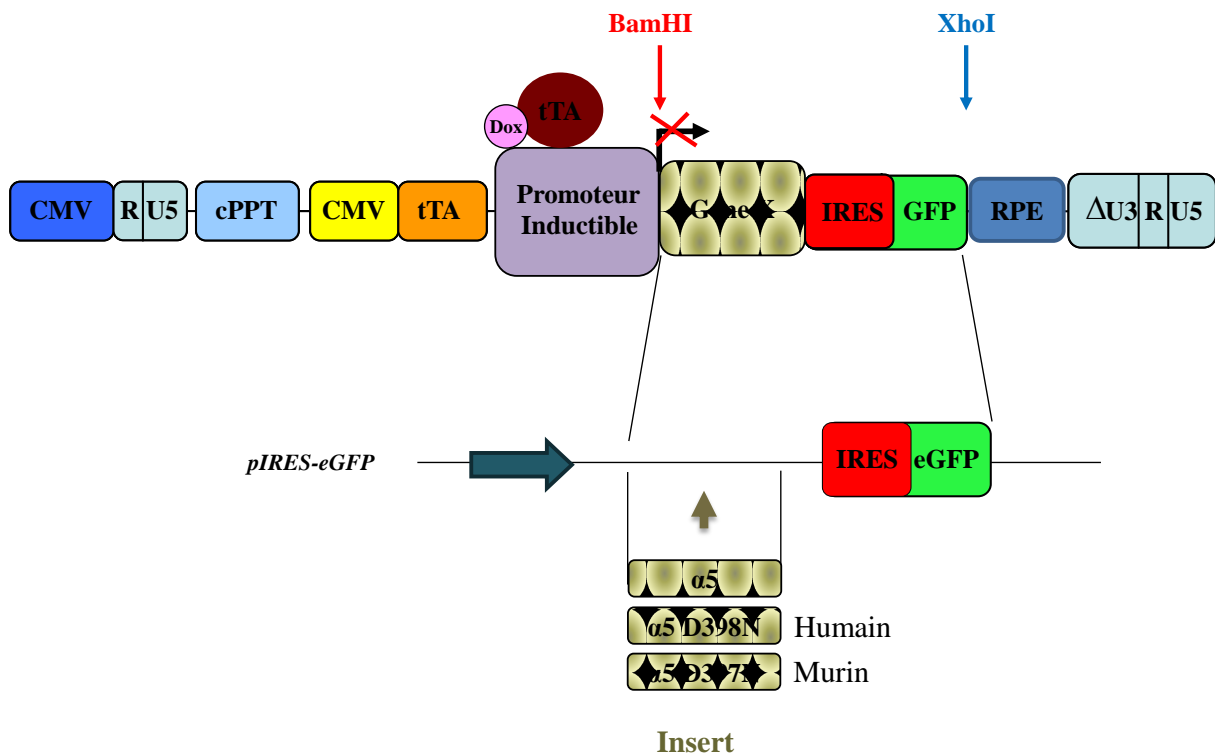 BamHI
XhoI
Dox
tTA
CMV
R U5
cPPT
CMV
tTA
Promoteur
Inductible
IRES
GFP
RPE
ΔU3 R U5
pIRES-eGFP
IRES
eGFP
α5
α5 D398N
Humain
Murin
Insert